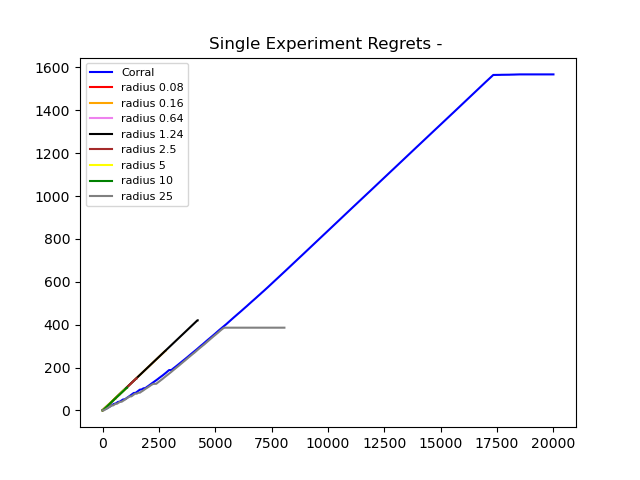 Single Experiment Regrets -
1600
1400
1200
1000
800
600
400
200
0
Corral
radius 0.08
radius 0.16
radius 0.64
radius 1.24
radius 2.5
radius 5
radius 10
radius 25
0 2500 5000 7500 10000 12500 15000 17500 20000